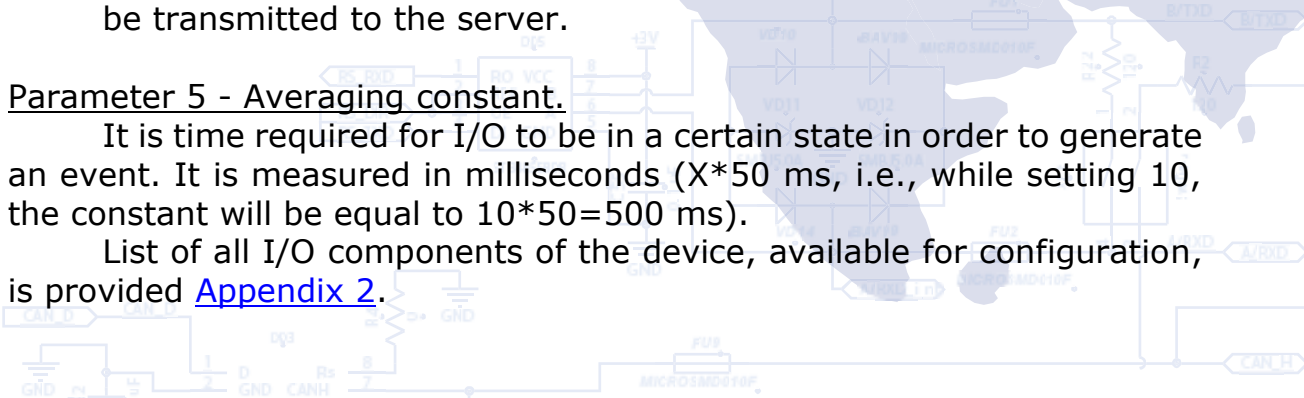 be transmitted to the server.
Parameter 5 - Averaging constant.
It is time required for I/O to be in a certain state in order to generate
an event. It is measured in milliseconds (X*50 ms, i.e., while setting 10,
the constant will be equal to 10*50=500 ms).
List of all I/O components of the device, available for configuration,
is provided Appendix 2.